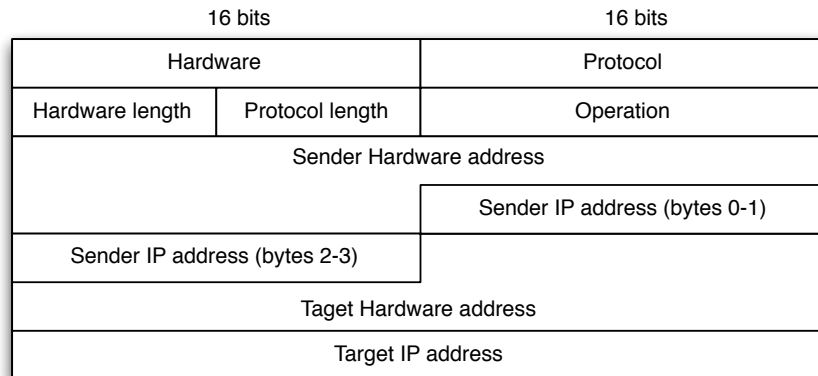 16 bits 16 bits
Hardware Protocol
Hardware length Protocol length Operation
Sender Hardware address
Sender IP address (bytes 0-1)
Sender IP address (bytes 2-3)
Taget Hardware address
Target IP address